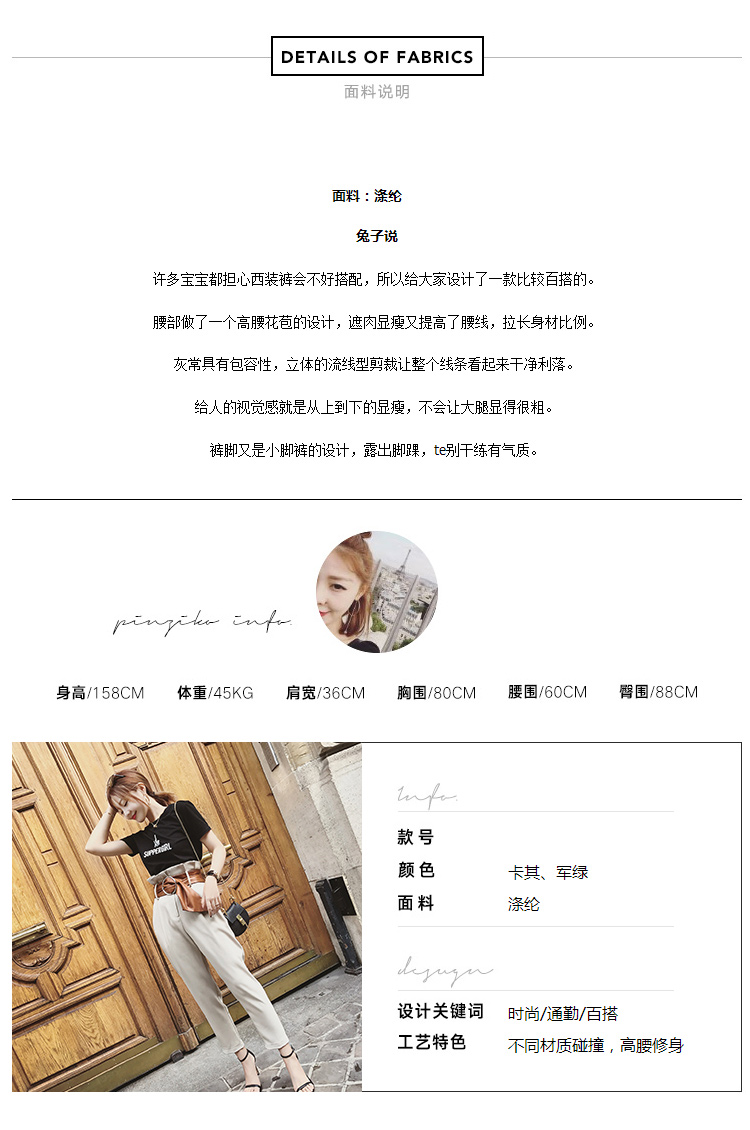 DETAILS OF FABRICS
面料说明
面料：涤纶
兔子说
许多宝宝都担心西装裤会不好搭配，所以给大家设计了一款比较百搭的。
腰部做了一个高腰花苞的设计，遮肉显瘦又提高了腰线，拉长身材比例。
灰常具有包容性，立体的流线型剪裁让整个线条看起来干净利落。
给人的视觉感就是从上到下的显瘦，不会让大腿显得很粗。
裤脚又是小脚裤的设计，露出脚踝，te别干练有气质。
pinziko info.
身高/158CM 体重/45KG 肩宽/36CM 胸围/80CM 腰围/60CM 臀围/88CM
SUPPERGIRL
Info.
款号
颜色 卡其、军绿
面料 涤纶
design
设计关键词 时尚/通勤/百搭
工艺特色 不同材质碰撞，高腰修身